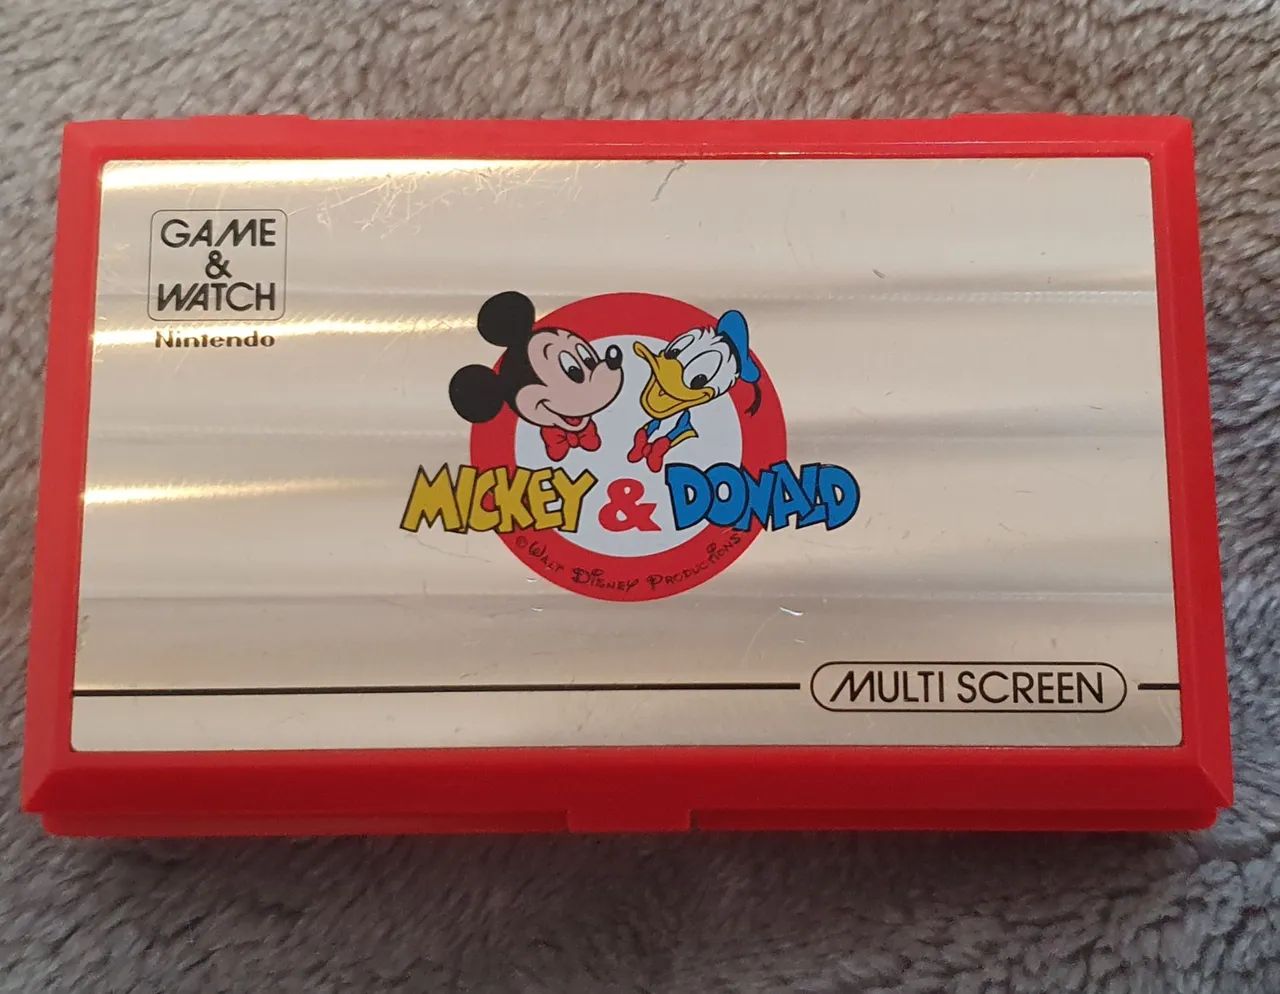 GAME
&
WATCH
Nintendo
MICKEY & DONALD
© WALT DISNEY PRODUCTIONS
MULTI SCREEN